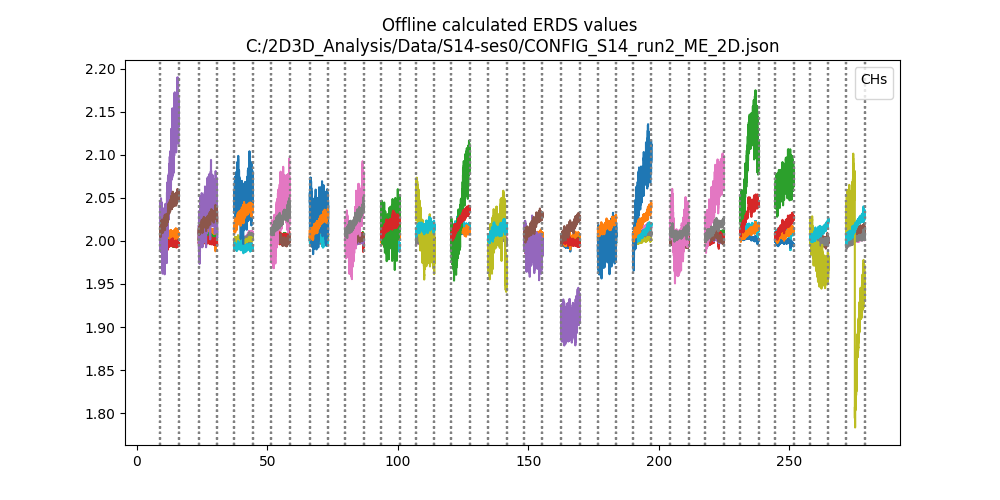 Offline calculated ERDS values
C:/2D3D_Analysis/Data/S14-ses0/CONFIG_S14_run2_ME_2D.json
CHs
2.20
2.15
2.10
2.05
2.00
1.95
1.90
1.85
1.80
0 50 100 150 200 250